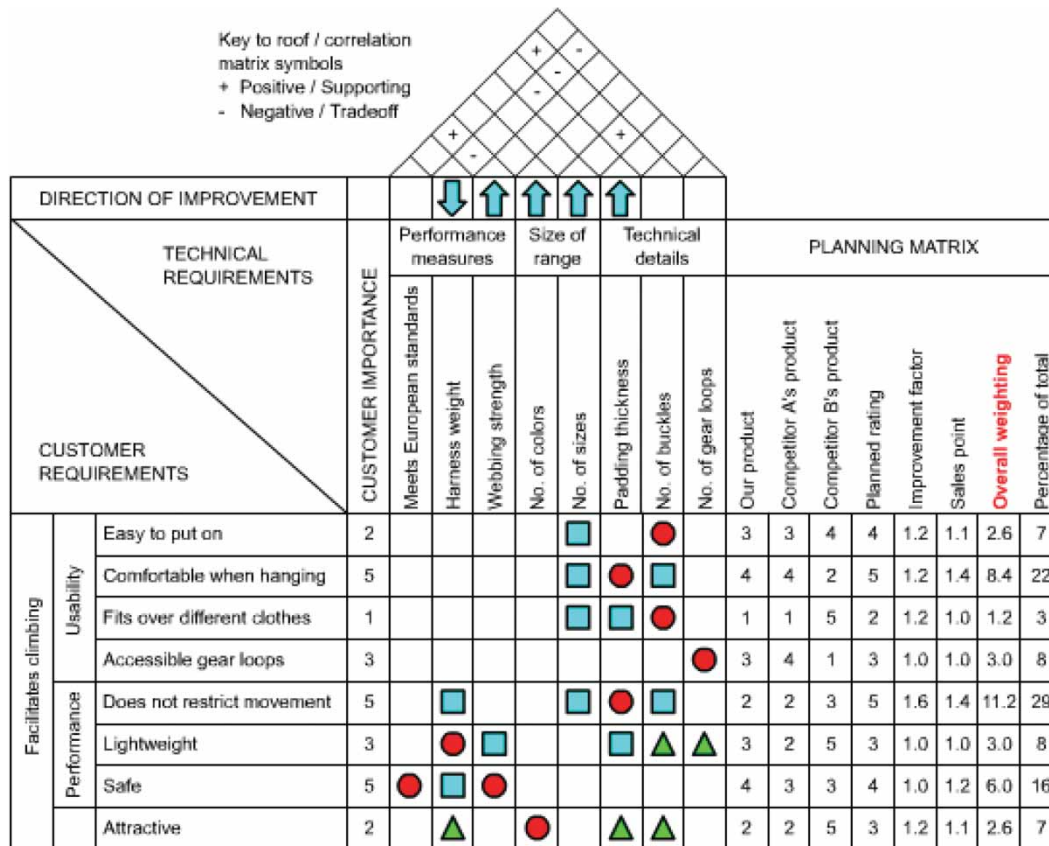 Key to roof / correlation
matrix symbols
+ Positive / Supporting
- Negative / Tradeoff
+ -
-
-
+ +
-
DIRECTION OF IMPROVEMENT
TECHNICAL
REQUIREMENTS
CUSTOMER
REQUIREMENTS
CUSTOMER IMPORTANCE
Performance
measures
Size of
range
Technical
details
PLANNING MATRIX
Meets European standards
Harness weight
Webbing strength
No. of colors
No. of sizes
Padding thickness
No. of buckles
No. of gear loops
Our product
Competitor A's product
Competitor B's product
Planned rating
Improvement factor
Sales point
Overall weighting
Percentage of total
Facilitates climbing
Usability
Easy to put on 2 3 3 4 4 1.2 1.1 2.6 7
Comfortable when hanging 5 4 4 2 5 1.2 1.4 8.4 22
Fits over different clothes 1 1 1 5 2 1.2 1.0 1.2 3
Accessible gear loops 3 3 4 1 3 1.0 1.0 3.0 8
Performance
Does not restrict movement 5 2 2 3 5 1.6 1.4 11.2 29
Lightweight 3 3 2 5 3 1.0 1.0 3.0 8
Safe 5 4 3 3 4 1.0 1.2 6.0 16
Attractive 2 2 2 5 3 1.2 1.1 2.6 7